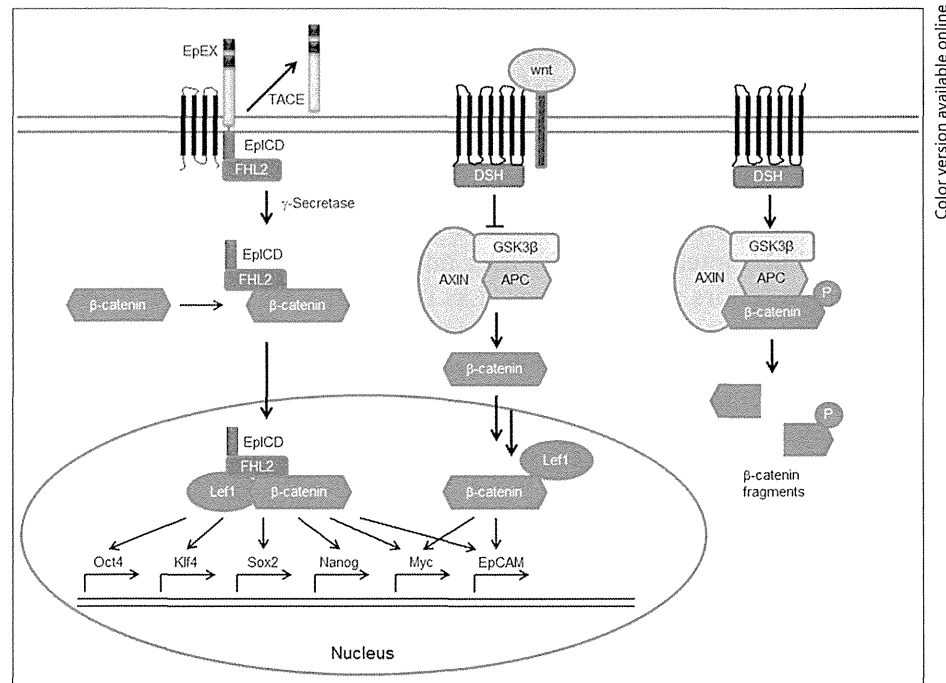 EpEX
TACE
EpICD
FHL2
γ-Secretase
EpICD
FHL2
β-catenin
β-catenin
EpICD
FHL2
Lef1
β-catenin
wnt
DSH
GSK3β
AXIN
APC
β-catenin
Lef1
β-catenin
DSH
GSK3β
AXIN
APC
P
β-catenin
P
β-catenin
fragments
Oct4
Klf4
Sox2
Nanog
Myc
EpCAM
Nucleus
Color version available online